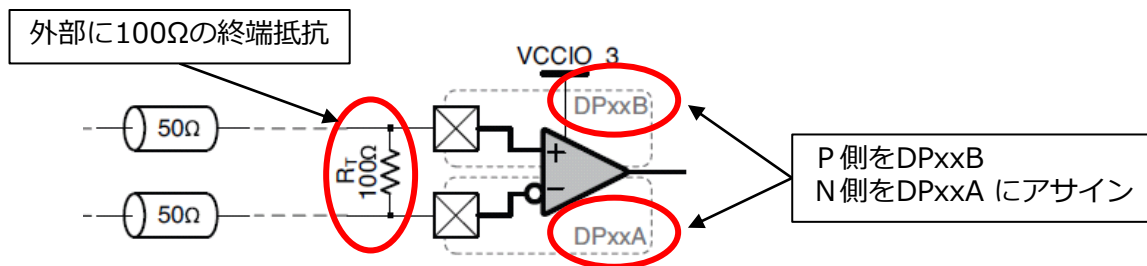 外部に100Ωの終端抵抗
VCCIO_3
DPxxB
50Ω
RT
100Ω
+
−
50Ω
DPxxA
P側をDPxxB
N側をDPxxA にアサイン